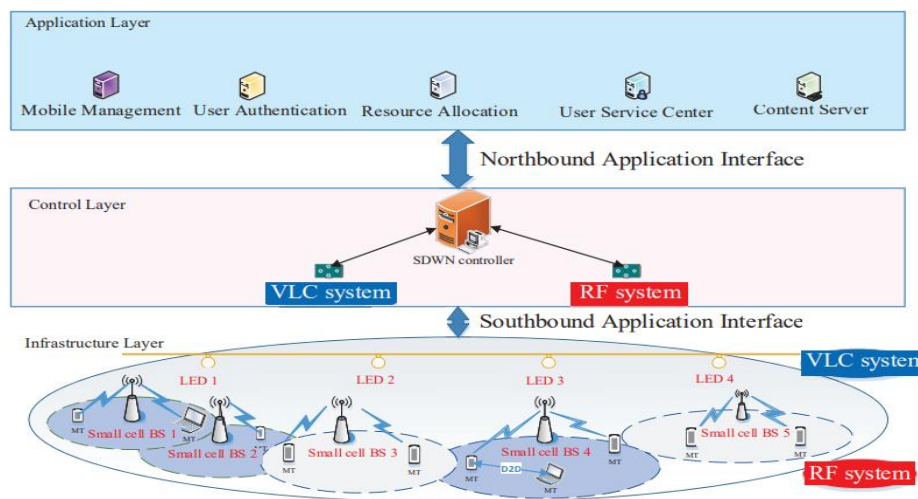 Application Layer
Mobile Management
User Authentication
Resource Allocation
User Service Center
Content Server
Northbound Application Interface
Control Layer
SDWN controller
VLC system
RF system
Southbound Application Interface
Infrastructure Layer
VLC system
LED 1
LED 2
LED 3
LED 4
MT
Small cell BS 1
MT
Small cell BS 2
MT
MT
Small cell BS 3
MT
MT
Small cell BS 4
D2D
MT
MT
MT
Small cell BS 5
MT
RF system